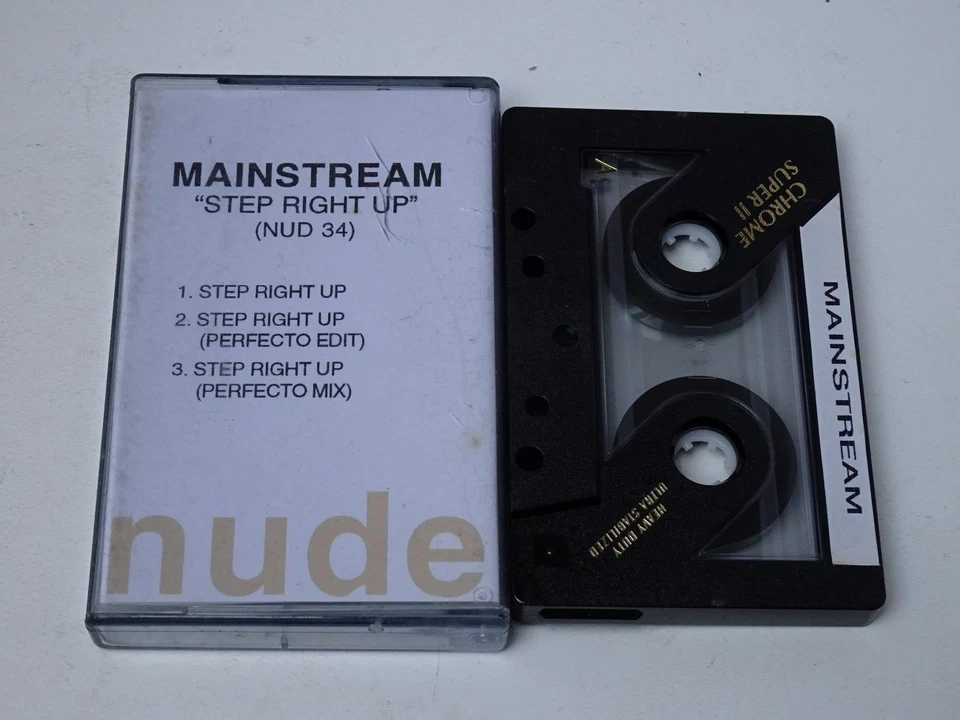 MAINSTREAM
“STEP RIGHT UP”
(NUD 34)
1. STEP RIGHT UP
2. STEP RIGHT UP
(PERFECTO EDIT)
3. STEP RIGHT UP
(PERFECTO MIX)
nude
A
CHROME
SUPER II
MAINSTREAM
HEAVY DUTY
ULTRA STABILIZED